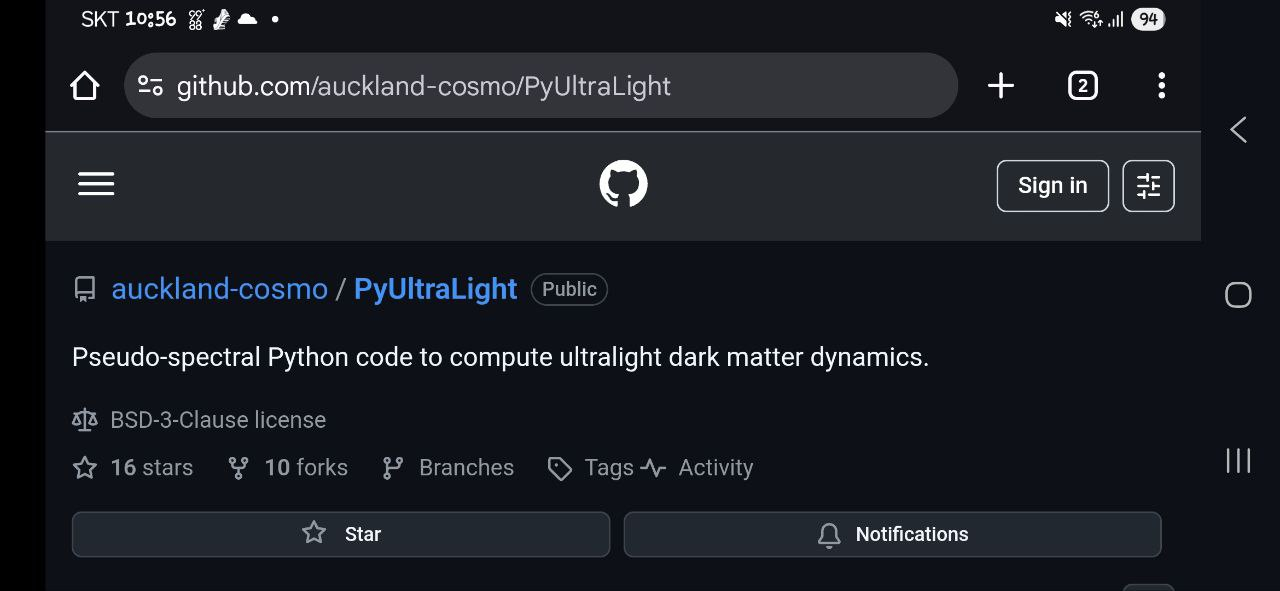 SKT 10:56
94
github.com/auckland-cosmo/PyUltraLight
2
Sign in
auckland-cosmo / PyUltraLight Public
Pseudo-spectral Python code to compute ultralight dark matter dynamics.
BSD-3-Clause license
16 stars 10 forks Branches Tags Activity
Star Notifications